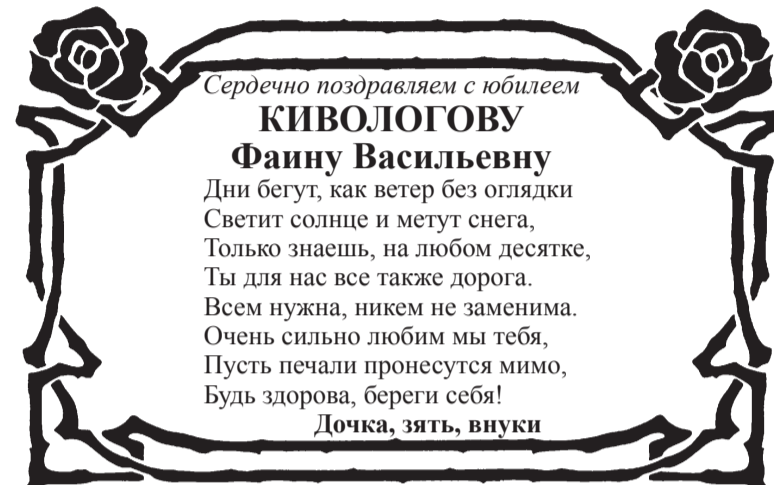 Сердечно поздравляем с юбилеем
КИВОЛОГОВУ
Фаину Васильевну
Дни бегут, как ветер без оглядки
Светит солнце и метут снега,
Только знаешь, на любом десятке,
Ты для нас все также дорога.
Всем нужна, никем не заменима.
Очень сильно любим мы тебя,
Пусть печали пронесутся мимо,
Будь здорова, береги себя!
Дочка, зять, внуки